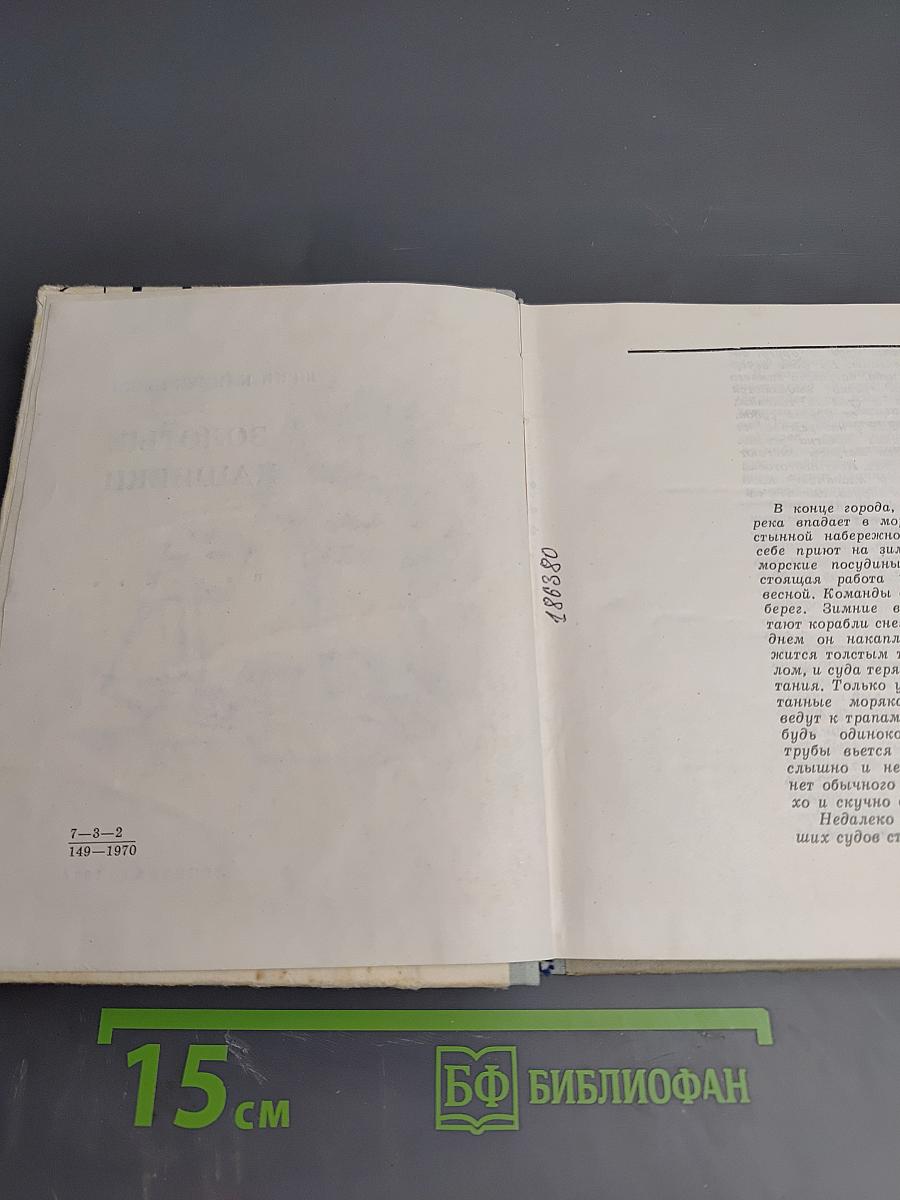 7—3—2
149—1970
186380
В конце города,
река впадает в мор
стынной набережно
себе приют на зим
морские посудины
стоящая работа
весной. Команды
берег. Зимние в
тают корабли сне
днем он накапл
жится толстым т
лом, и суда теря
тания. Только у
танные моряка
ведут к трапам
будь одиноко
трубы вьется
слышно и не
нет обычного
хо и скучно
Недалеко
ших судов ст
15 см
БФ БИБЛИОФАН